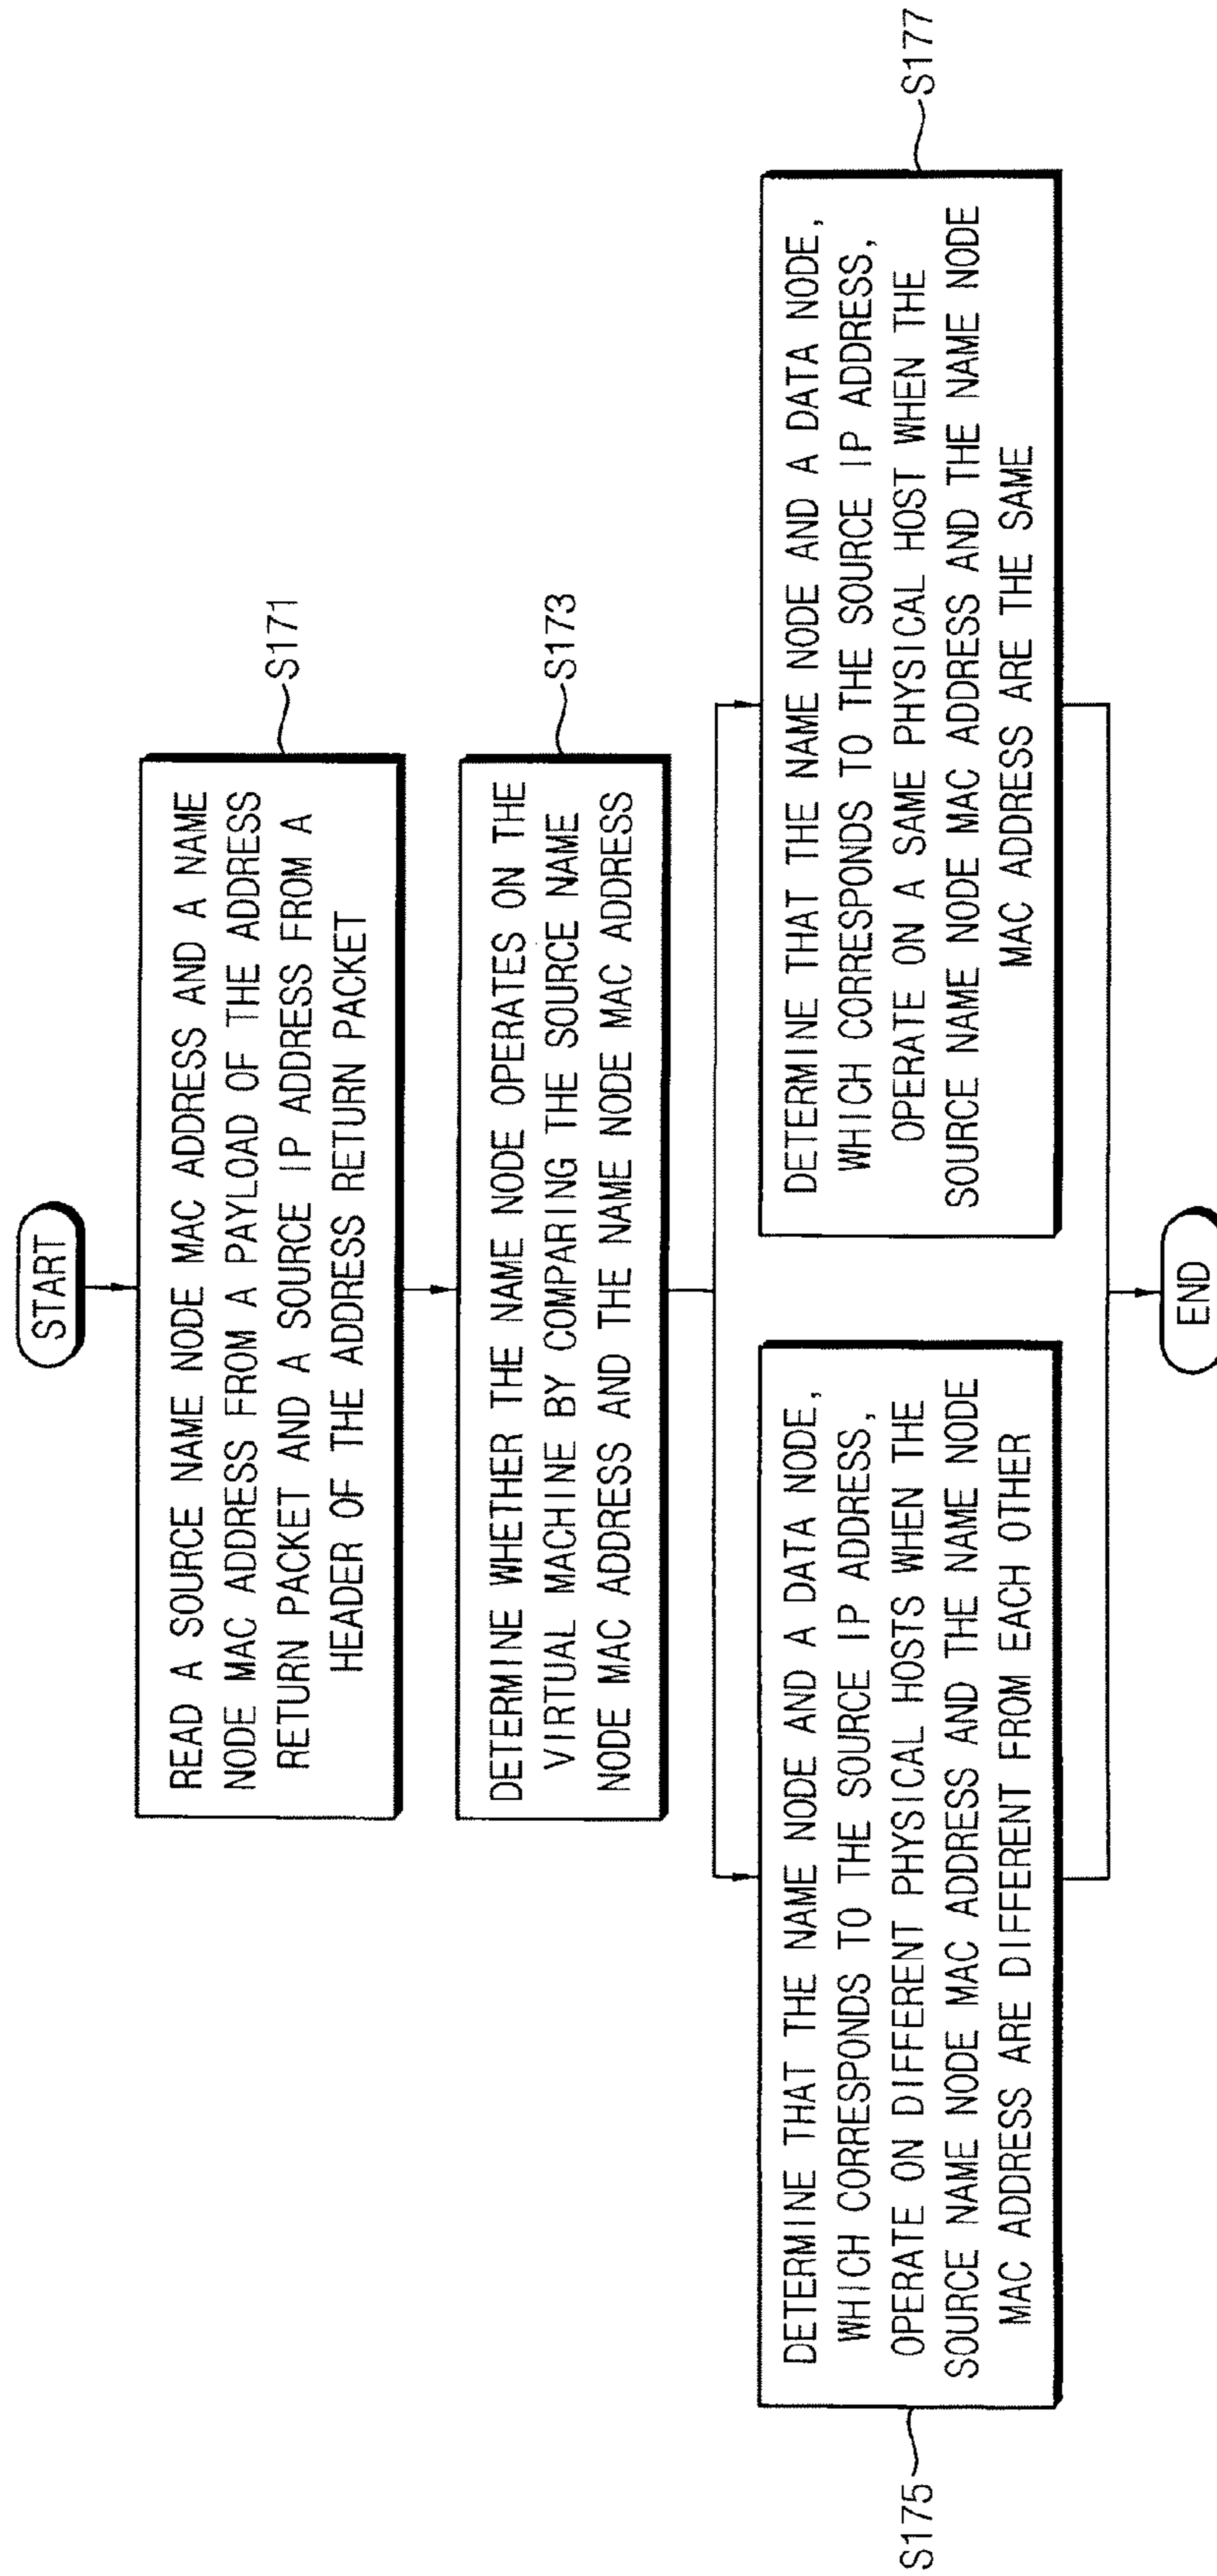 START
READ A SOURCE NAME NODE MAC ADDRESS AND A NAME
NODE MAC ADDRESS FROM A PAYLOAD OF THE ADDRESS
RETURN PACKET AND A SOURCE IP ADDRESS FROM A
HEADER OF THE ADDRESS RETURN PACKET
S171
DETERMINE WHETHER THE NAME NODE OPERATES ON THE
VIRTUAL MACHINE BY COMPARING THE SOURCE NAME
NODE MAC ADDRESS AND THE NAME NODE MAC ADDRESS
S173
S175
DETERMINE THAT THE NAME NODE AND A DATA NODE,
WHICH CORRESPONDS TO THE SOURCE IP ADDRESS,
OPERATE ON DIFFERENT PHYSICAL HOSTS WHEN THE
SOURCE NAME NODE MAC ADDRESS AND THE NAME NODE
MAC ADDRESS ARE DIFFERENT FROM EACH OTHER
DETERMINE THAT THE NAME NODE AND A DATA NODE,
WHICH CORRESPONDS TO THE SOURCE IP ADDRESS,
OPERATE ON A SAME PHYSICAL HOST WHEN THE
SOURCE NAME NODE MAC ADDRESS AND THE NAME NODE
MAC ADDRESS ARE THE SAME
S177
END